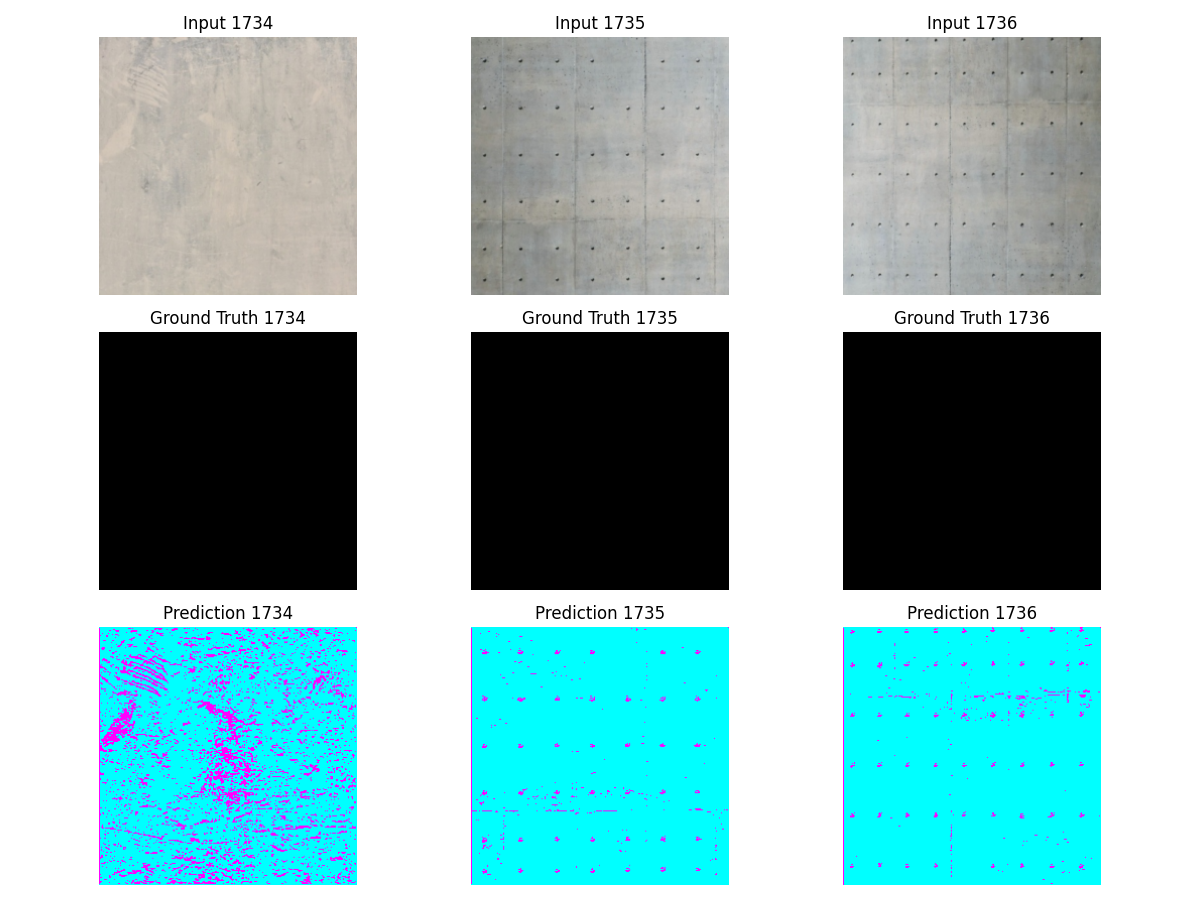 Input 1734
Input 1735
Input 1736
Ground Truth 1734
Ground Truth 1735
Ground Truth 1736
Prediction 1734
Prediction 1735
Prediction 1736